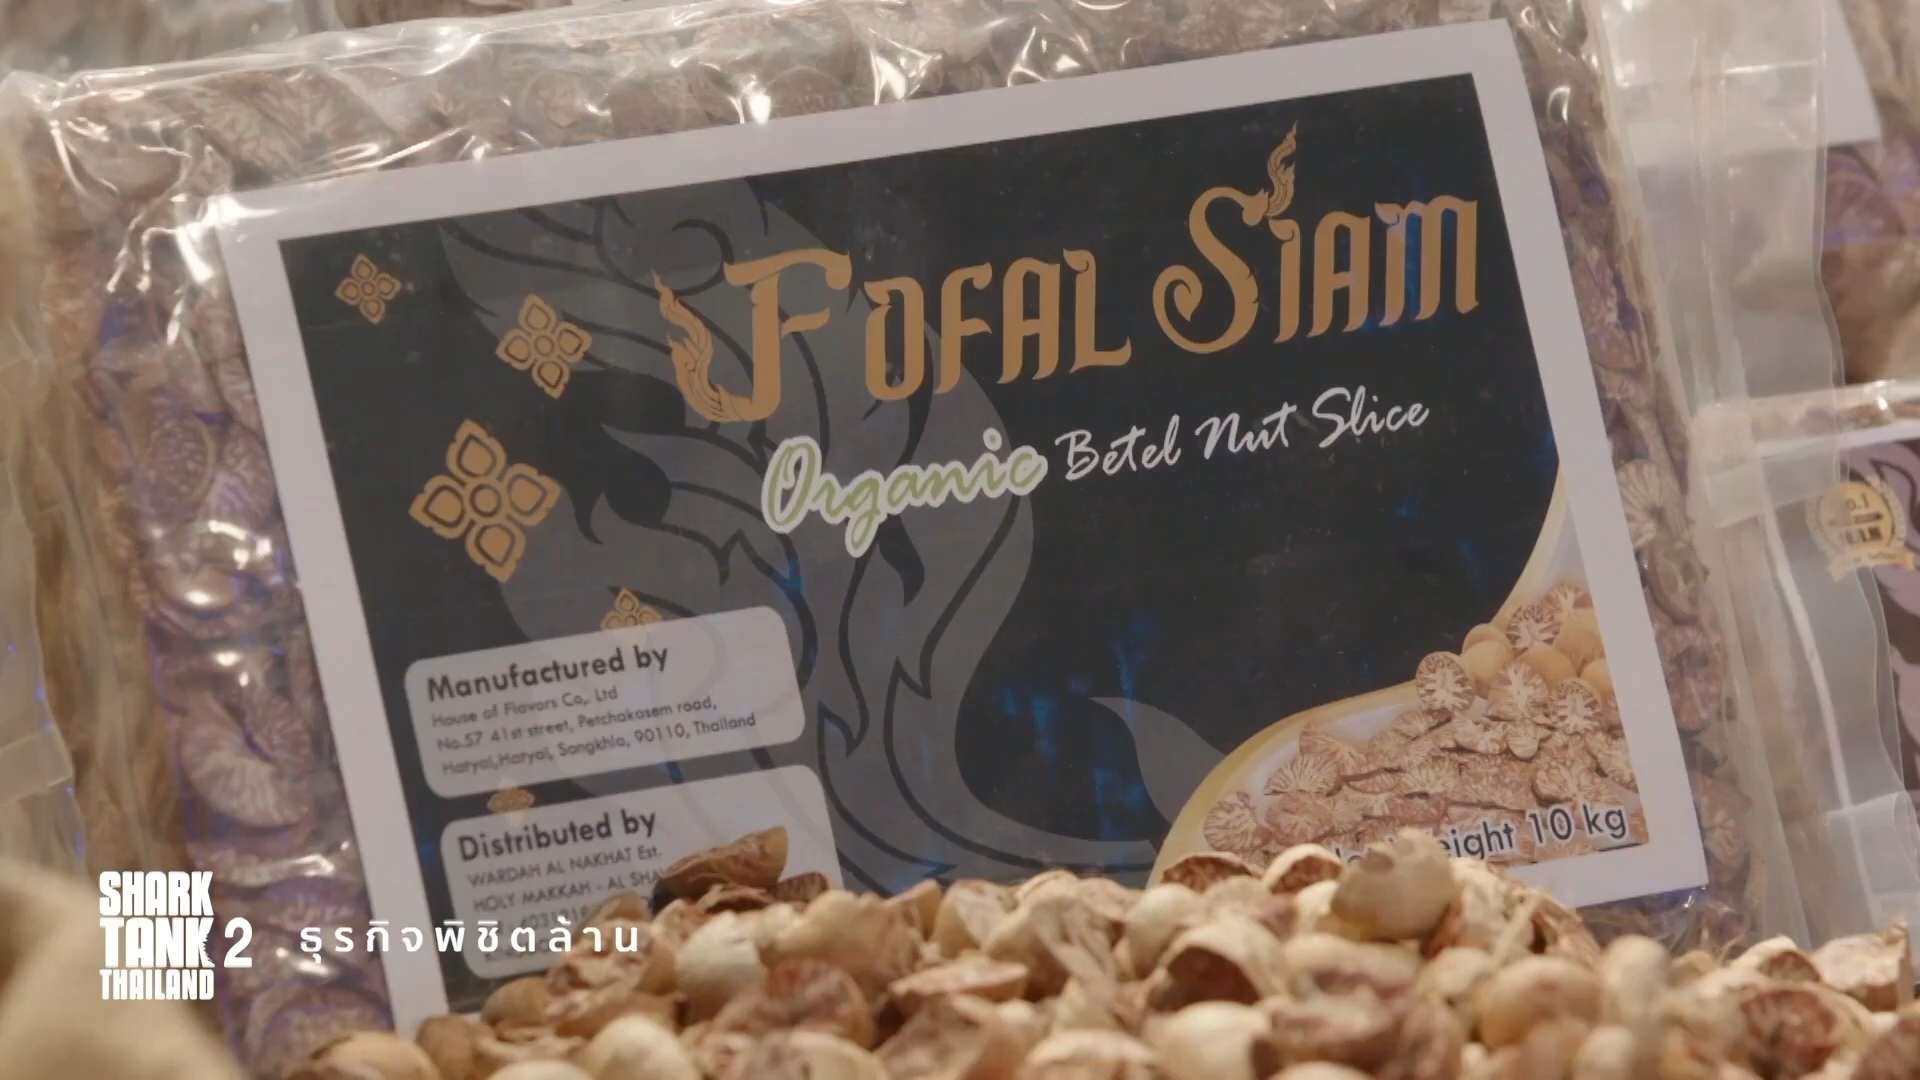 FOFAL SIAM
Organic Betel Nut Slice
Manufactured by
House of Flavors Co,. Ltd
No.57 41st street, Petchakasem road,
Hatyai,Hatyai, Songkhla, 90110, Thailand
Distributed by
WARDAH AL NAKHAT Est.
HOLY MAKKAH - AL
10 kg
SHARK
TANK 2
THAILAND
ธุรกิจพิชิตล้าน